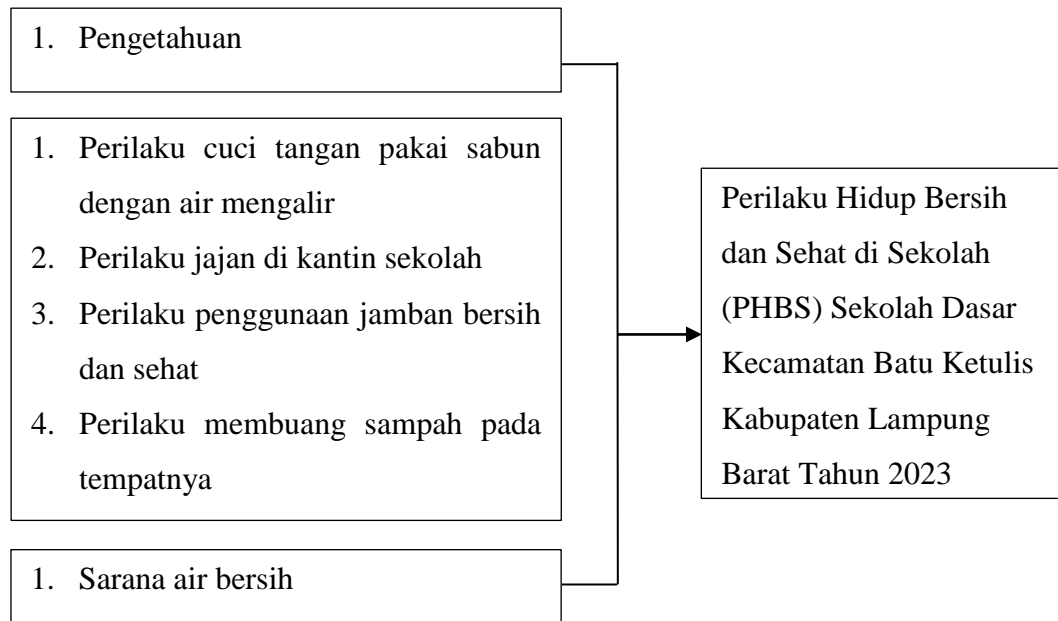 1. Pengetahuan
1. Perilaku cuci tangan pakai sabun
dengan air mengalir
2. Perilaku jajan di kantin sekolah
3. Perilaku penggunaan jamban bersih
dan sehat
4. Perilaku membuang sampah pada
tempatnya
1. Sarana air bersih
Perilaku Hidup Bersih
dan Sehat di Sekolah
(PHBS) Sekolah Dasar
Kecamatan Batu Ketulis
Kabupaten Lampung
Barat Tahun 2023